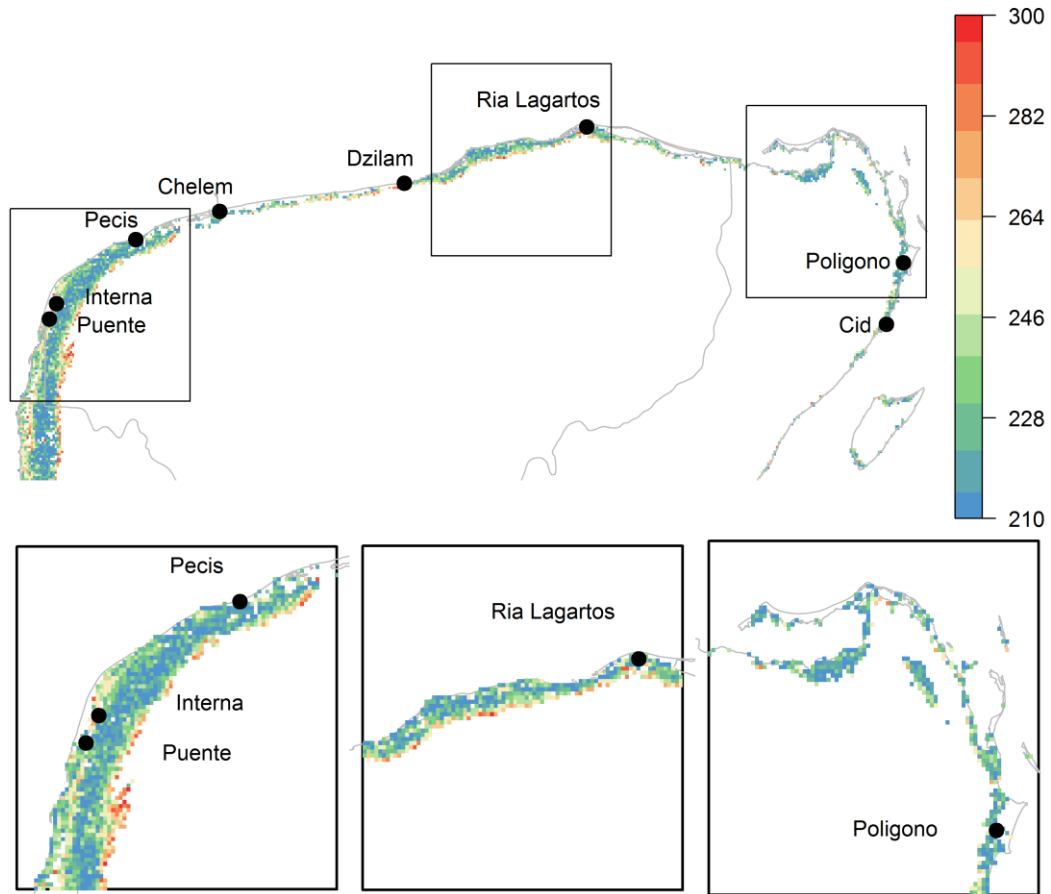 300
Ria Lagartos
282
Dzilam
Chelem
264
Pecis
Poligono
Interna
246
Puente
Cid
228
210
Pecis
Ria Lagartos
Interna
Puente
Poligono